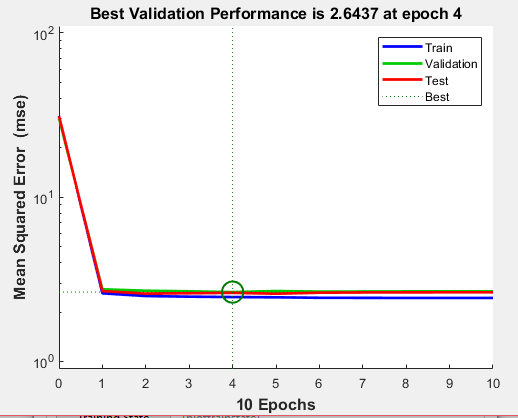 Best Validation Performance is 2.6437 at epoch 4
Mean Squared Error (mse)
10²
10¹
10⁰
Train
Validation
Test
Best
0 1 2 3 4 5 6 7 8 9 10
10 Epochs